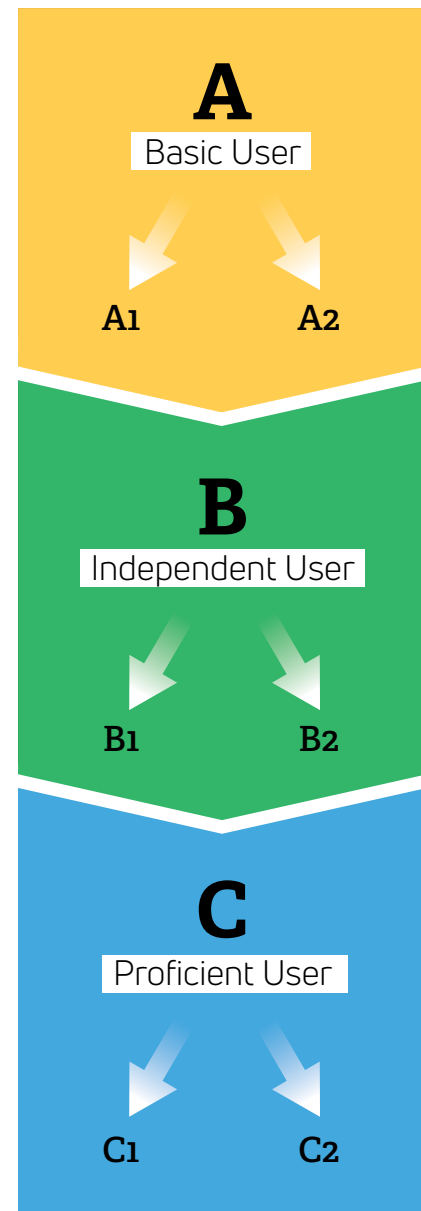 A
Basic User
A1 A2
B
Independent User
B1 B2
C
Proficient User
C1 C2